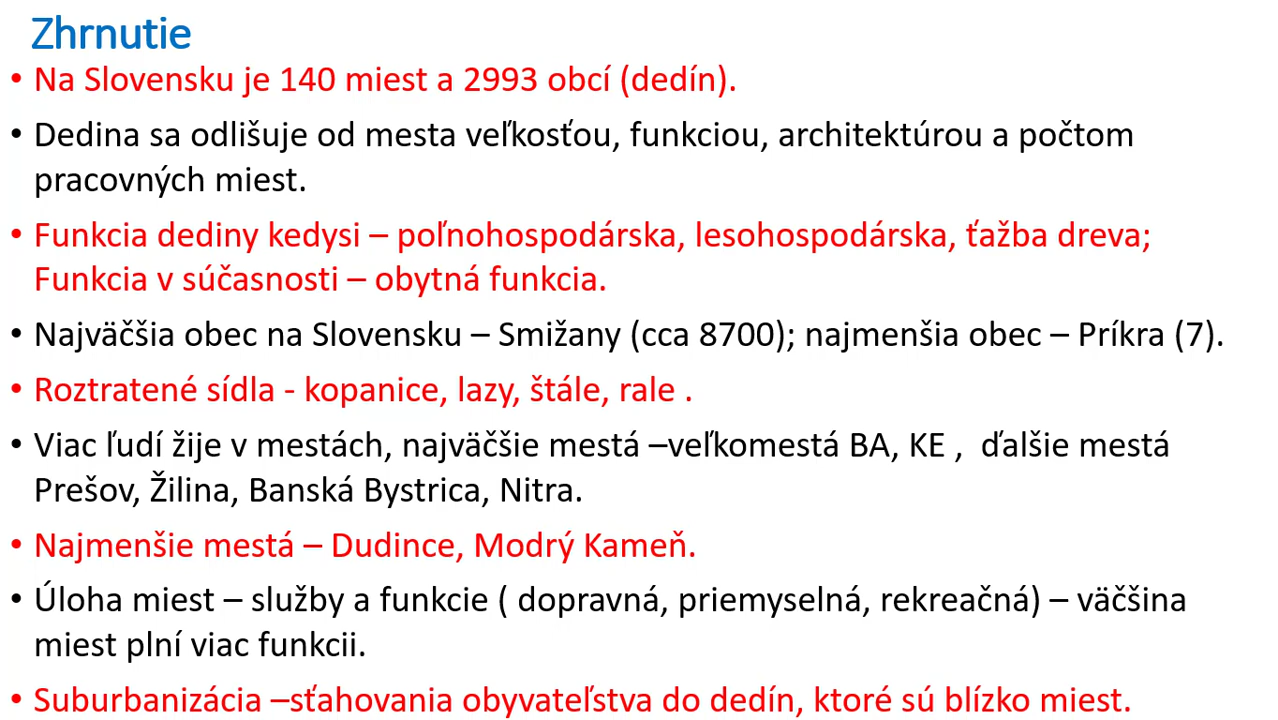 Zhrnutie
• Na Slovensku je 140 miest a 2993 obcí (dedín).
• Dedina sa odlišuje od mesta veľkosťou, funkciou, architektúrou a počtom
pracovných miest.
• Funkcia dediny kedysi – poľnohospodárska, lesohospodárska, ťažba dreva;
Funkcia v súčasnosti – obytná funkcia.
• Najväčšia obec na Slovensku – Smižany (cca 8700); najmenšia obec – Príkra (7).
• Roztratené sídla - kopanice, lazy, štále, rale .
• Viac ľudí žije v mestách, najväčšie mestá –veľkomestá BA, KE ,  ďalšie mestá
Prešov, Žilina, Banská Bystrica, Nitra.
• Najmenšie mestá – Dudince, Modrý Kameň.
• Úloha miest – služby a funkcie ( dopravná, priemyselná, rekreačná) – väčšina
miest plní viac funkcii.
• Suburbanizácia –sťahovania obyvateľstva do dedín, ktoré sú blízko miest.